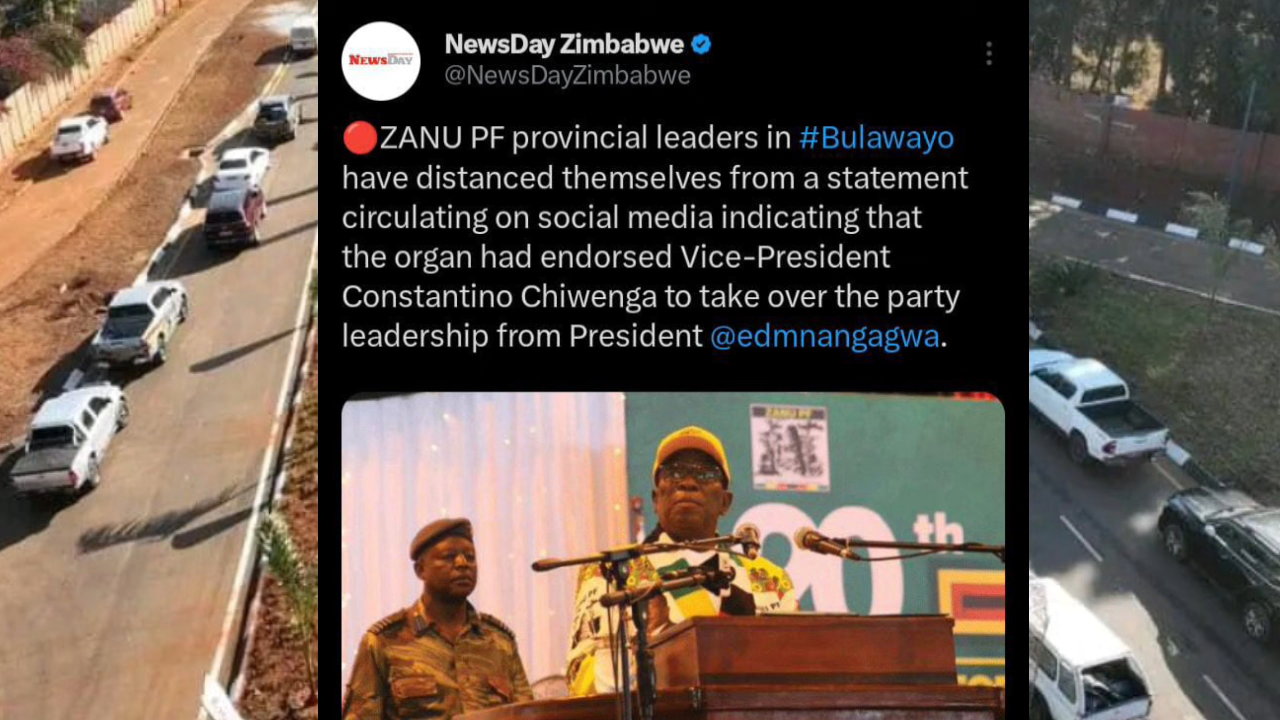 NEWSDAY
NewsDay Zimbabwe
@NewsDayZimbabwe
🔴ZANU PF provincial leaders in #Bulawayo
have distanced themselves from a statement
circulating on social media indicating that
the organ had endorsed Vice-President
Constantino Chiwenga to take over the party
leadership from President @edmnangagwa.
ZANU PF
20th